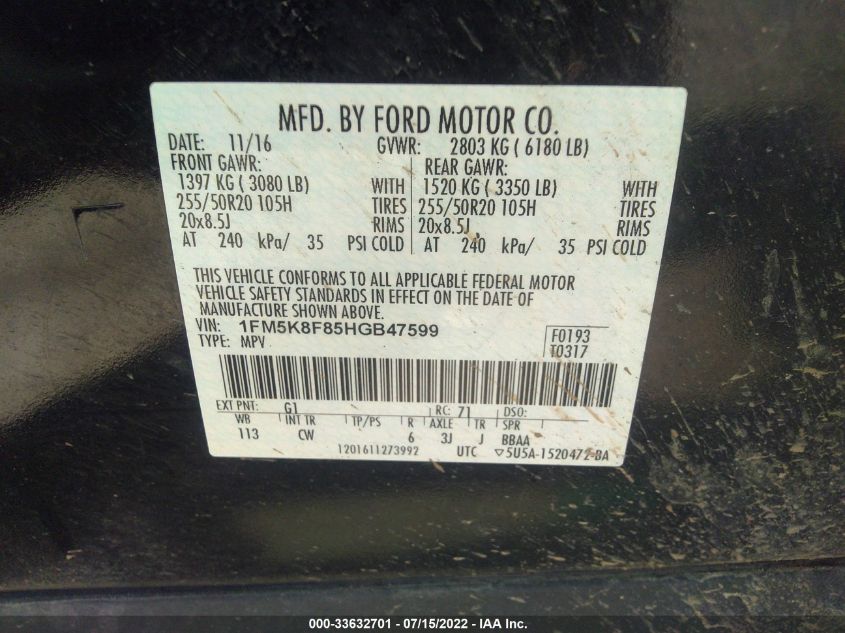 MFD. BY FORD MOTOR CO.
DATE: 11/16 GVWR: 2803 KG ( 6180 LB)
FRONT GAWR: REAR GAWR:
1397 KG ( 3080 LB) WITH 1520 KG ( 3350 LB) WITH
255/50R20 105H TIRES 255/50R20 105H TIRES
20x8.5J RIMS 20x8.5J RIMS
AT 240 kPa/ 35 PSI COLD AT 240 kPa/ 35 PSI COLD
THIS VEHICLE CONFORMS TO ALL APPLICABLE FEDERAL MOTOR
VEHICLE SAFETY STANDARDS IN EFFECT ON THE DATE OF
MANUFACTURE SHOWN ABOVE.
VIN: 1FM5K8F85HGB47599 F0193
TYPE: MPV T0317
EXT PNT: G1 RC: 71 DSO:
WB INT TR TP/PS R AXLE TR SPR
113 CW 6 3J J BBAA
1201611273992 UTC ▽5U5A-1520472-BA
000-33632701 - 07/15/2022 - IAA Inc.